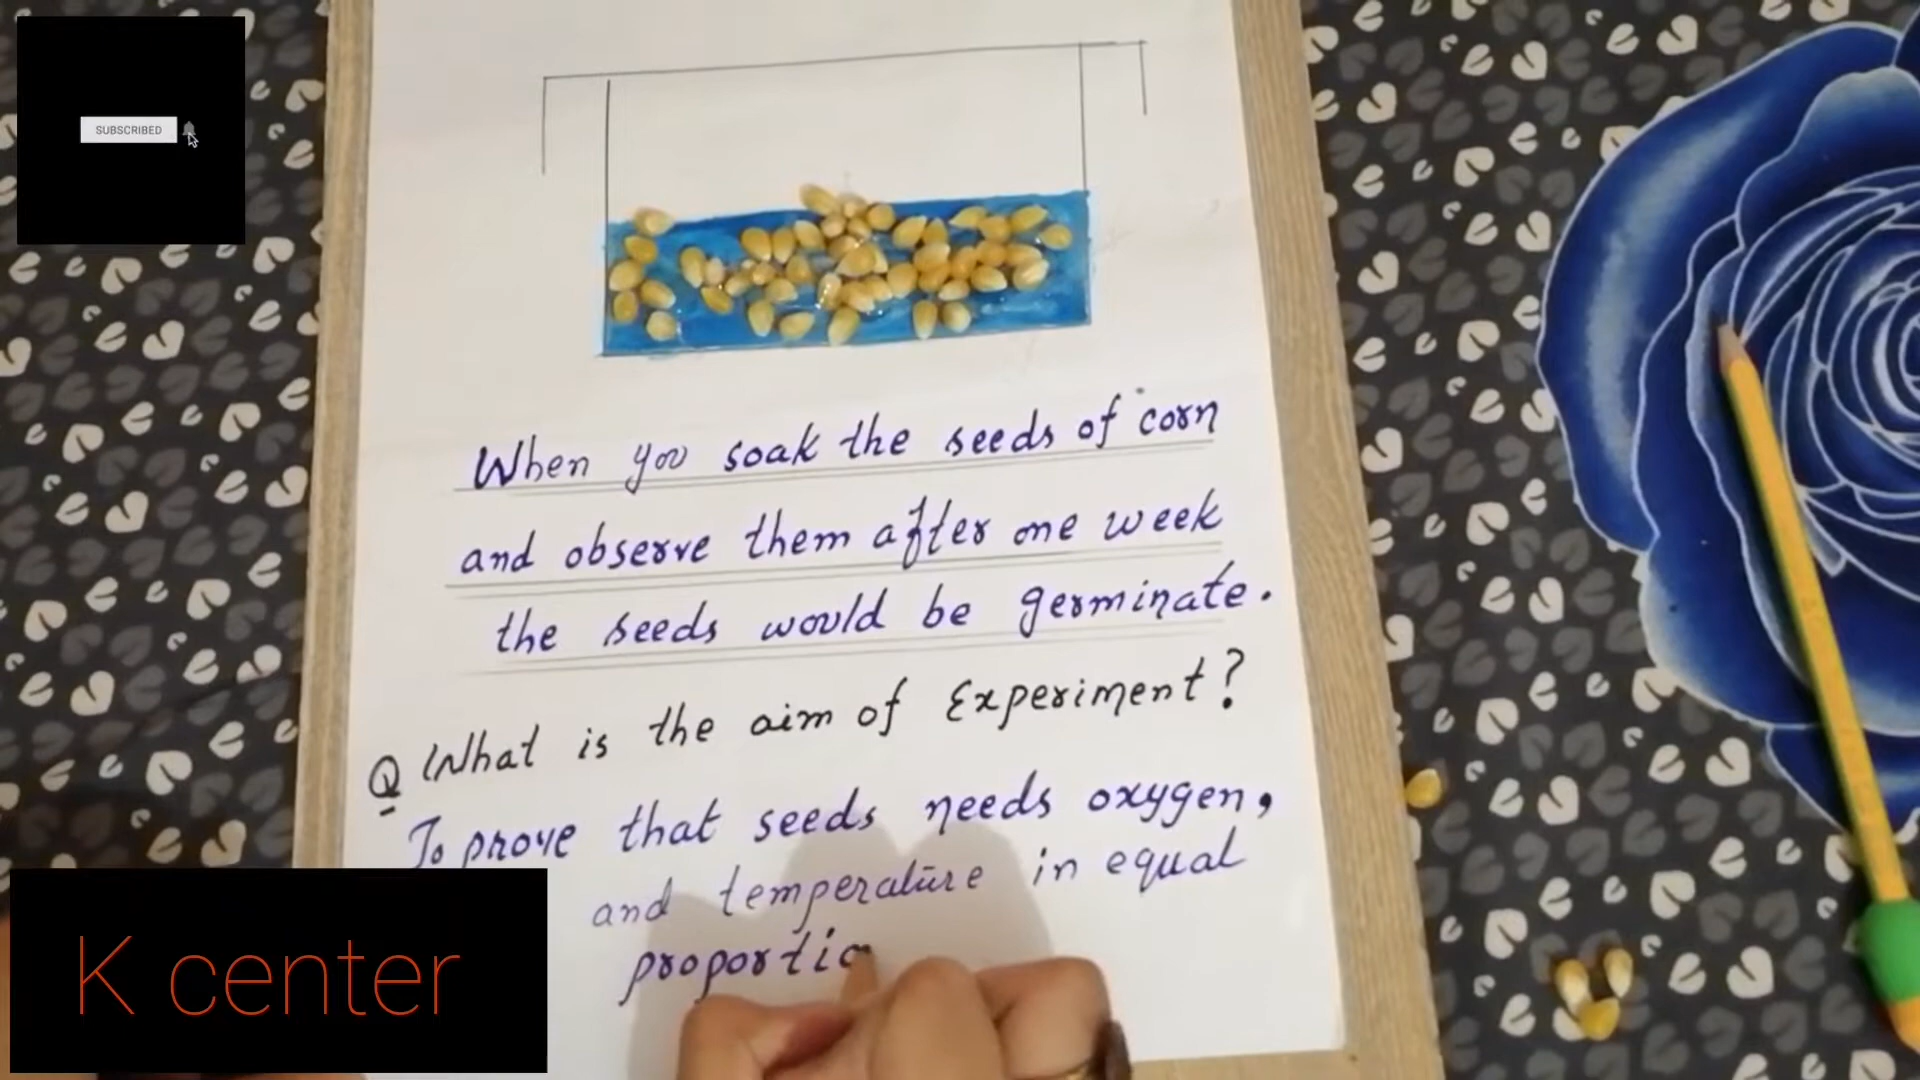 SUBSCRIBED
When you soak the seeds of corn
and observe them after one week
the seeds would be germinate.
Q What is the aim of Experiment?
To prove that seeds needs oxygen,
and temperature in equal
proportio
K center